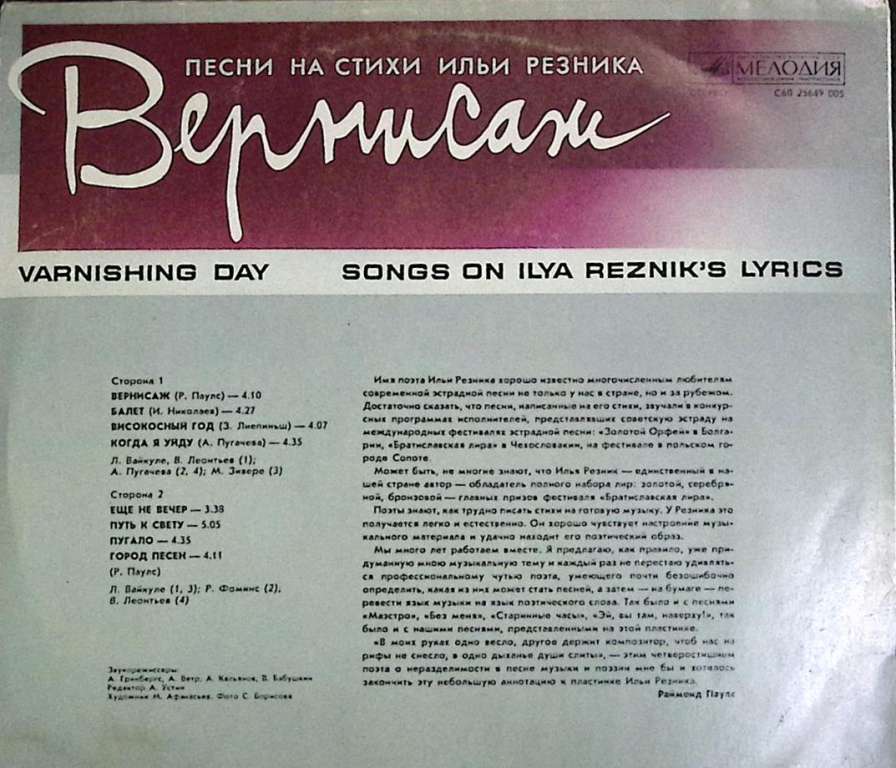 ПЕСНИ НА СТИХИ ИЛЬИ РЕЗНИКА
МЕЛОДИЯ
С60 25649 005
Вернисаж
VARNISHING DAY SONGS ON ILYA REZNIK'S LYRICS
Сторона 1
ВЕРНИСАЖ (Р. Паулс) — 4.10
БАЛЕТ (И. Николаев) — 4.27
ВИСОКОСНЫЙ ГОД (З. Лиепиньш) — 4.07
КОГДА Я УЙДУ (А. Пугачева) — 4.35
Л. Вайкуле, В. Леонтьев (1);
А. Пугачева (2, 4); М. Зивере (3)
Сторона 2
ЕЩЕ НЕ ВЕЧЕР — 3.38
ПУТЬ К СВЕТУ — 5.05
ПУГАЛО — 4.35
ГОРОД ПЕСЕН — 4.11
(Р. Паулс)
Л. Вайкуле (1, 3); Р. Фоминс (2),
В. Леонтьев (4)
Звукорежиссеры:
А. Гринбергс, А. Ветр, А. Кальянов, В. Бабушкин
Редактор А. Устин
Художник М. Афанасьев. Фото С. Борисова
Имя поэта Ильи Резника хорошо известно многочисленным любителям
современной эстрадной песни не только у нас в стране, но и за рубежом.
Достаточно сказать, что песни, написанные на его стихи, звучали в конкур-
сных программах исполнителей, представлявших советскую эстраду на
международных фестивалях эстрадной песни: «Золотой Орфей» в Болга-
рии, «Братиславская лира» в Чехословакии, на фестивале в польском го-
роде Сопоте.
Может быть, не многие знают, что Илья Резник — единственный в на-
шей стране автор — обладатель полного набора лир: золотой, серебря-
ной, бронзовой — главных призов фестиваля «Братиславская лира».
Поэты знают, как трудно писать стихи на готовую музыку. У Резника это
получается легко и естественно. Он хорошо чувствует настроение музы-
кального материала и удачно находит его поэтический образ.
Мы много лет работаем вместе. Я предлагаю, как правило, уже при-
думанную мною музыкальную тему и каждый раз не перестаю удивлять-
ся профессиональному чутью поэта, умеющего почти безошибочно
определить, какая из них может стать песней, а затем — на бумаге — пе-
ревести язык музыки на язык поэтического слова. Так было и с песнями
«Маэстро», «Без меня», «Старинные часы», «Эй, вы там, наверху!», так
было и с нашими песнями, представленными на этой пластинке.
«В моих руках одно весло, другое держит композитор, чтоб нас на
рифы не снесло, в одно дыханье души слиты», — этим четверостишием
поэта о неразделимости в песне музыки и поэзии мне бы и хотелось
закончить эту небольшую аннотацию к пластинке Ильи Резника.
Раймонд Паулс